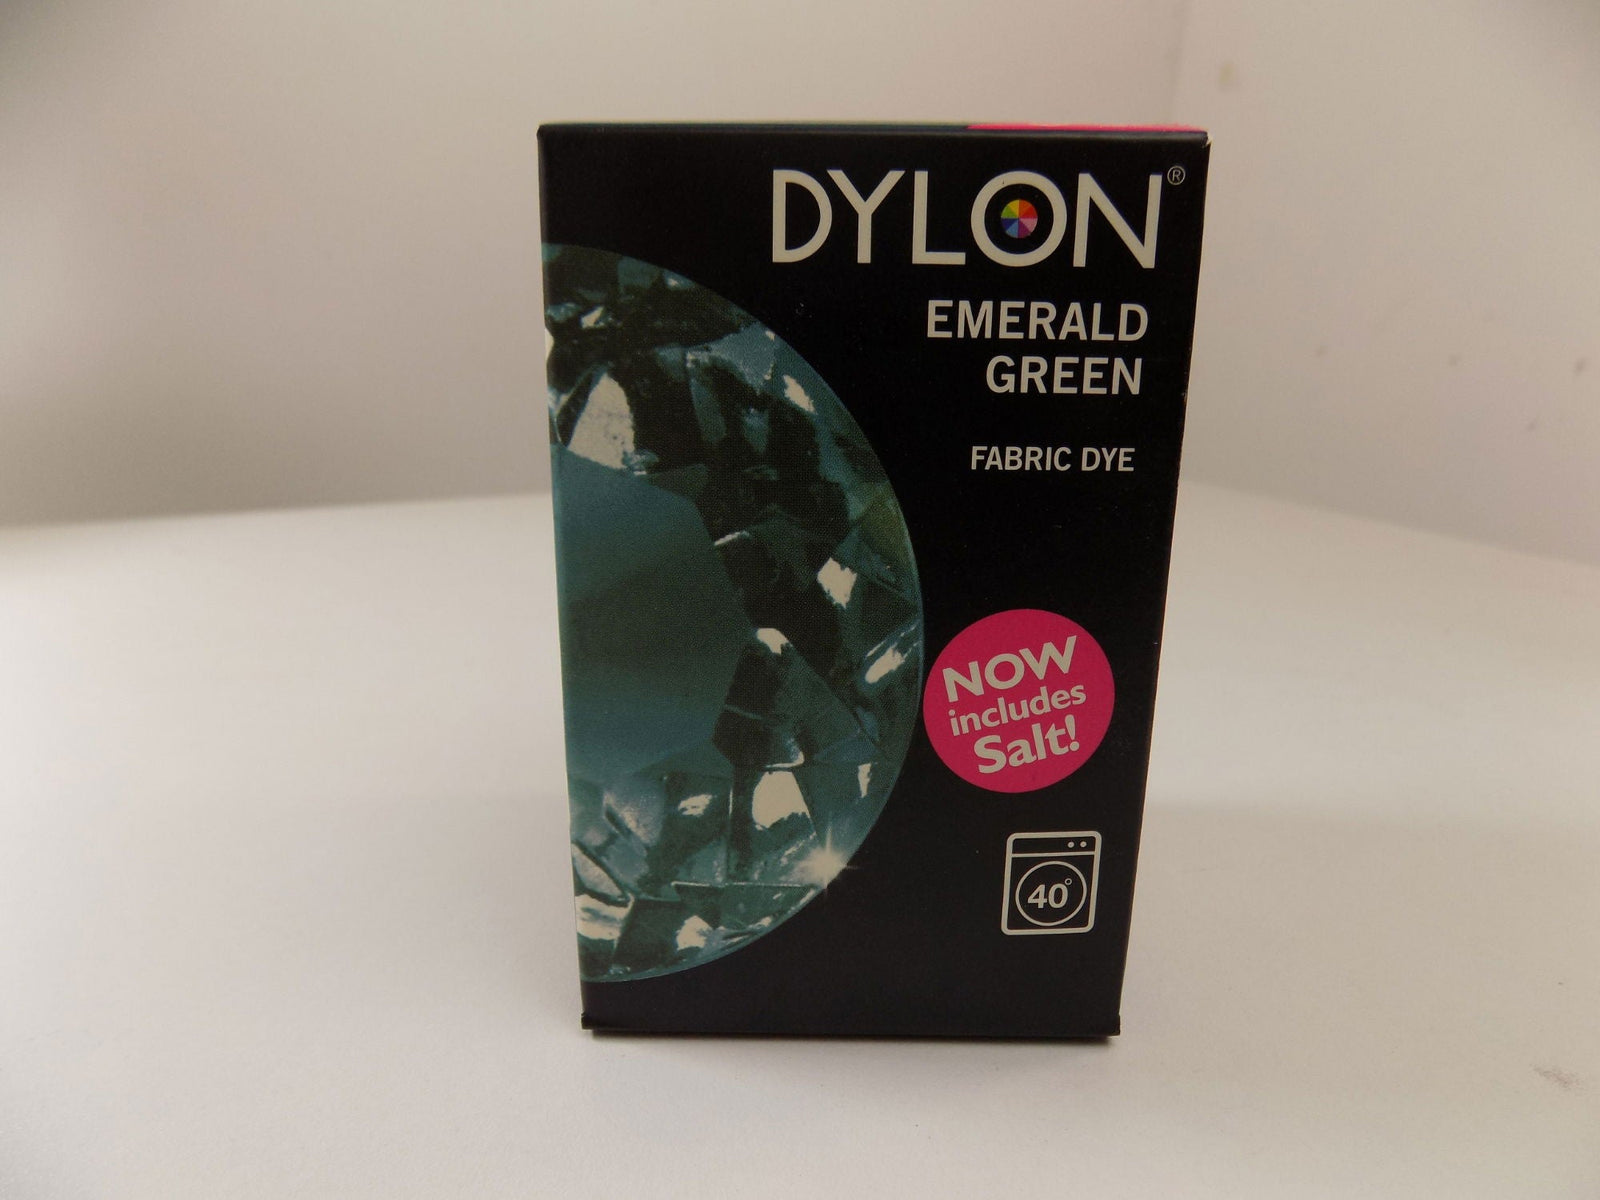 DYLON®
EMERALD
GREEN
FABRIC DYE
NOW
includes
Salt!
40°